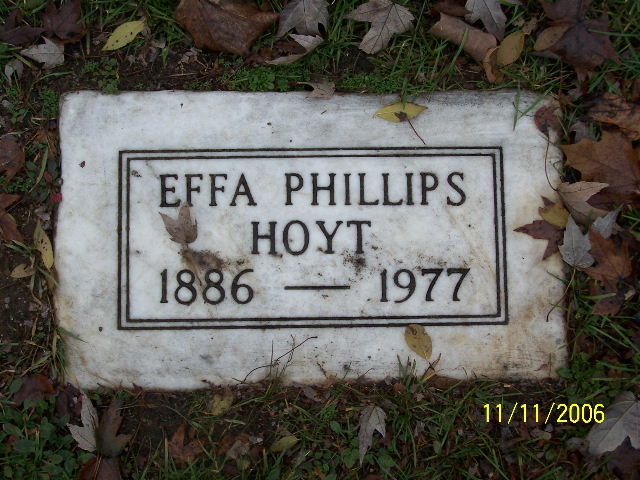 EFFA PHILLIPS
HOYT
1886 — 1977
11/11/2006